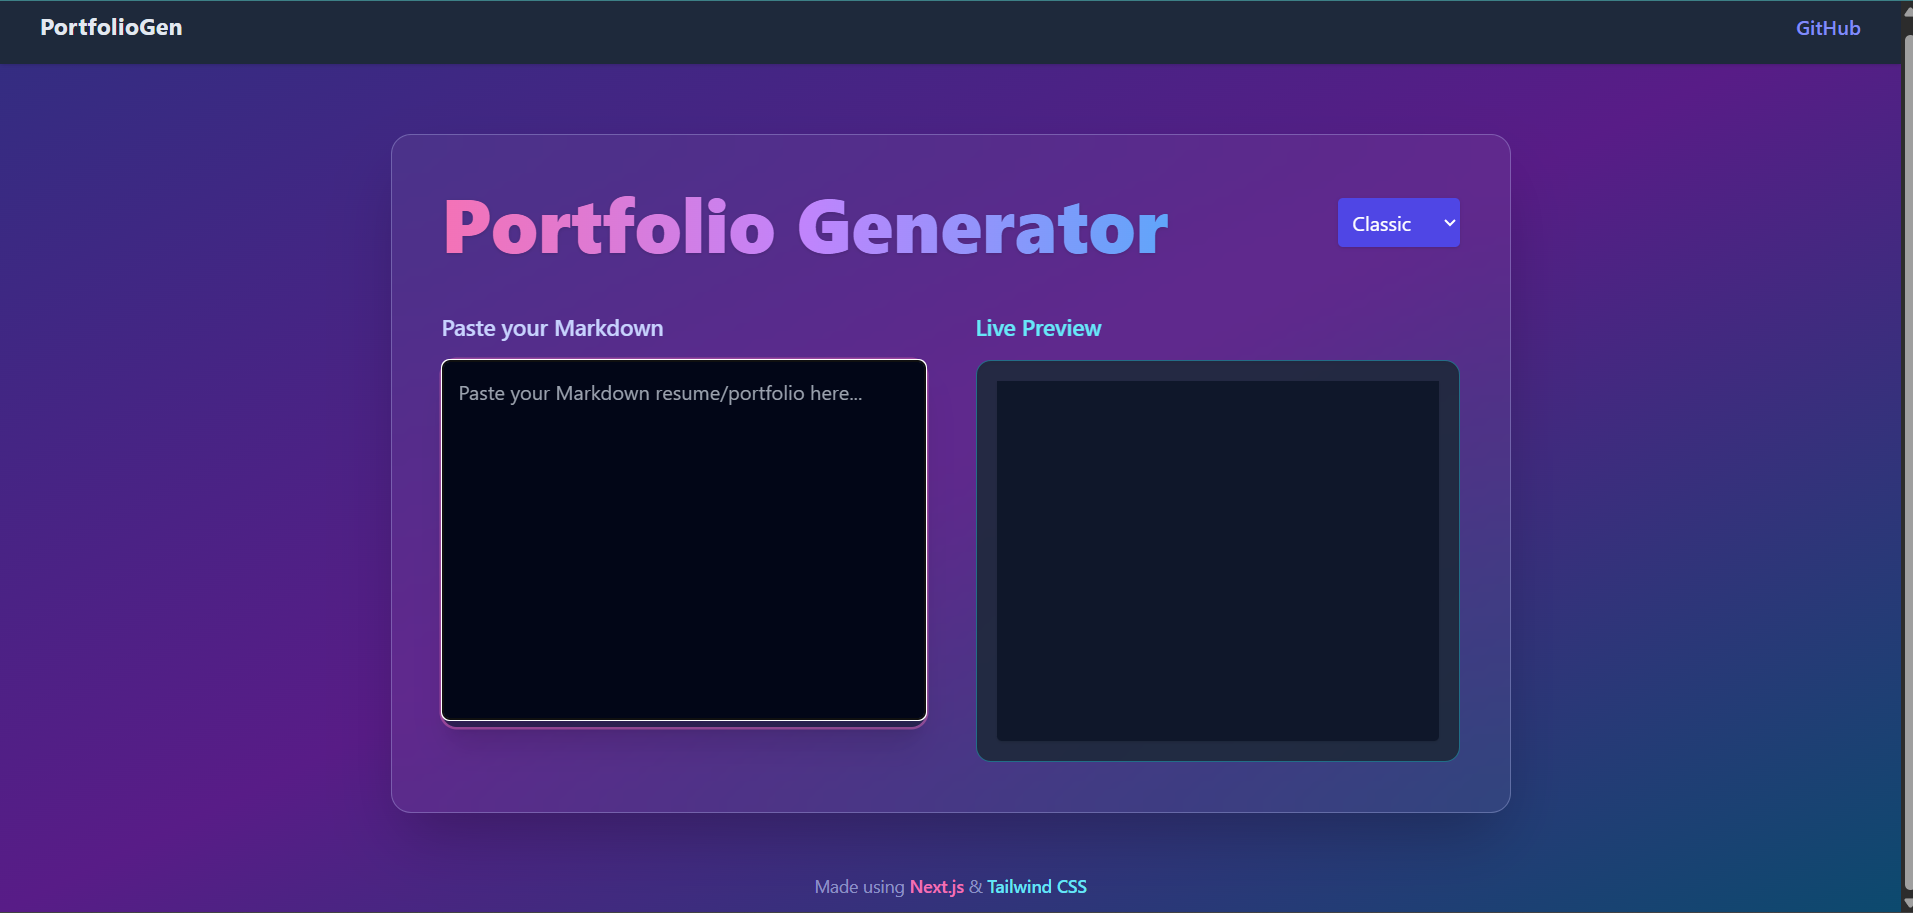 PortfolioGen
GitHub
Portfolio Generator
Classic
Paste your Markdown
Live Preview
Paste your Markdown resume/portfolio here...
Made using Next.js & Tailwind CSS